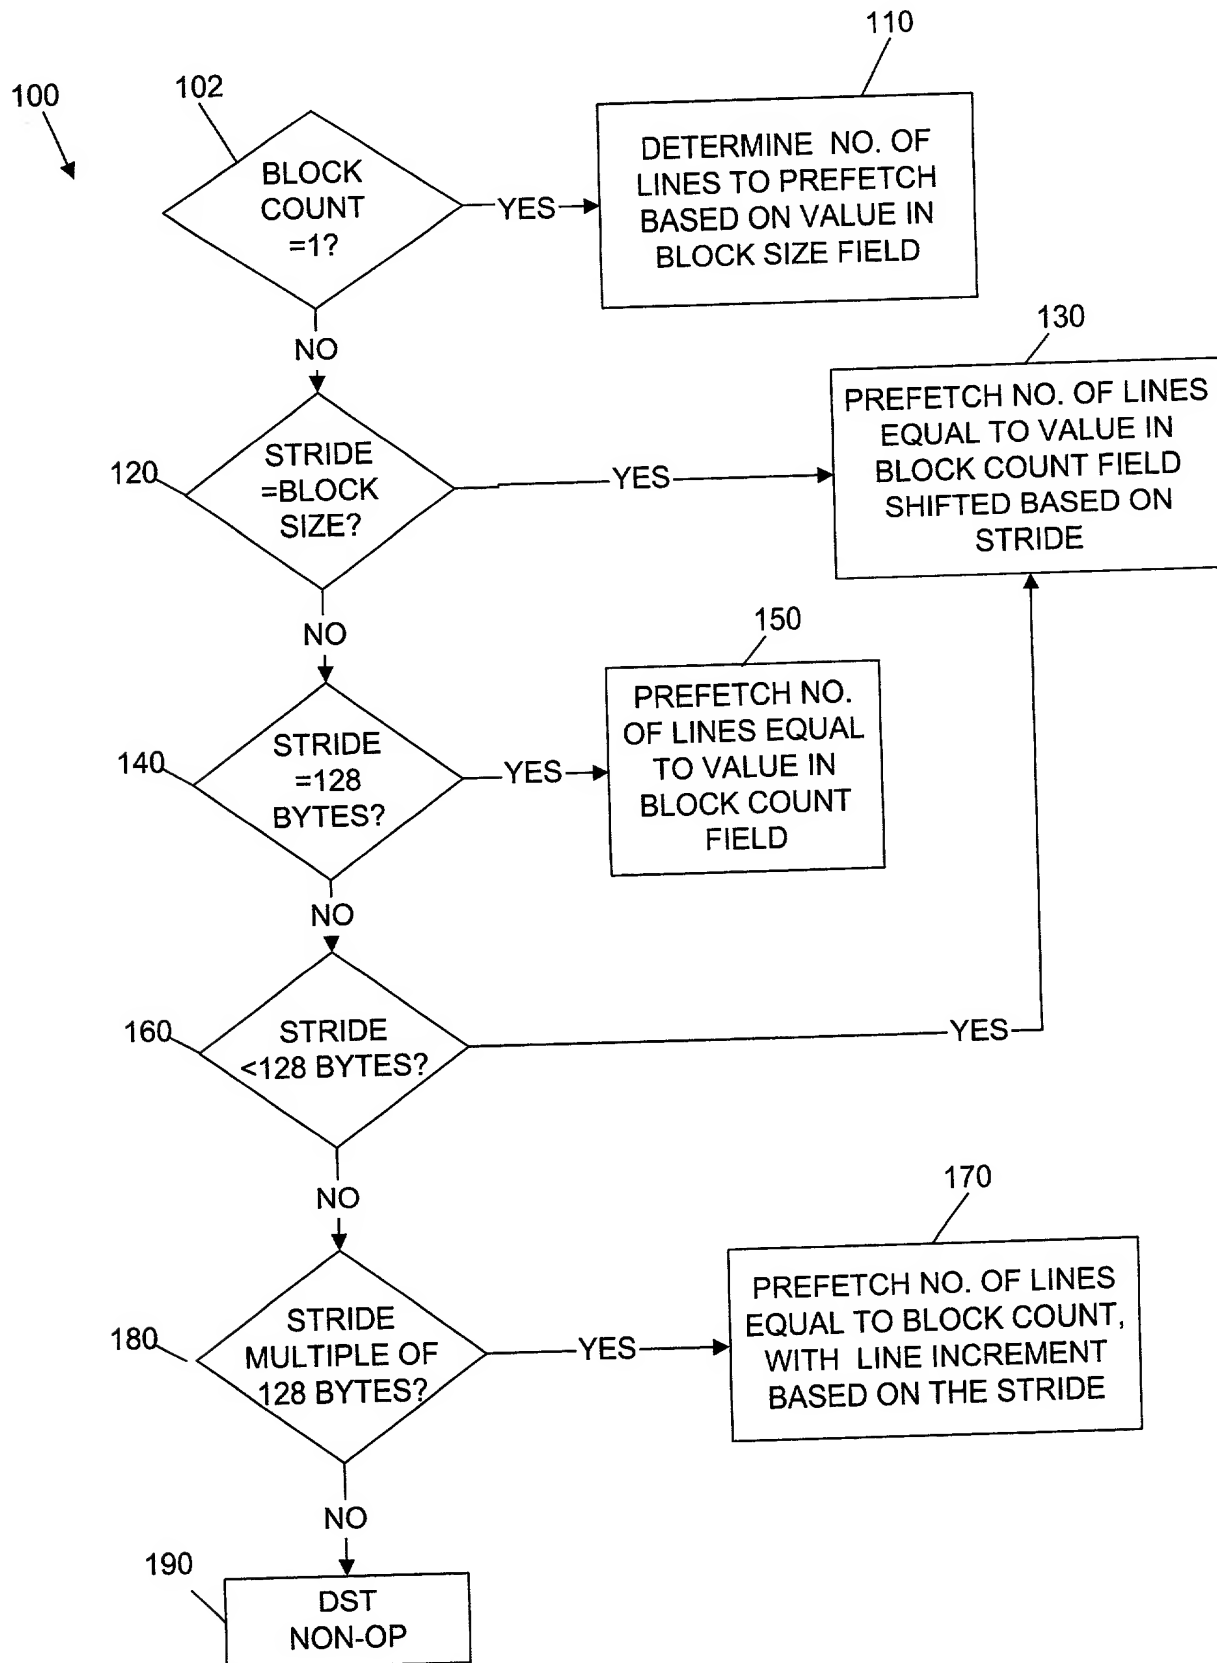 100
102
BLOCK
COUNT
=1?
YES
110
DETERMINE NO. OF
LINES TO PREFETCH
BASED ON VALUE IN
BLOCK SIZE FIELD
NO
120
STRIDE
=BLOCK
SIZE?
YES
130
PREFETCH NO. OF LINES
EQUAL TO VALUE IN
BLOCK COUNT FIELD
SHIFTED BASED ON
STRIDE
NO
140
STRIDE
=128
BYTES?
YES
150
PREFETCH NO.
OF LINES EQUAL
TO VALUE IN
BLOCK COUNT
FIELD
NO
160
STRIDE
<128 BYTES?
YES
NO
180
STRIDE
MULTIPLE OF
128 BYTES?
YES
170
PREFETCH NO. OF LINES
EQUAL TO BLOCK COUNT,
WITH LINE INCREMENT
BASED ON THE STRIDE
NO
190
DST
NON-OP